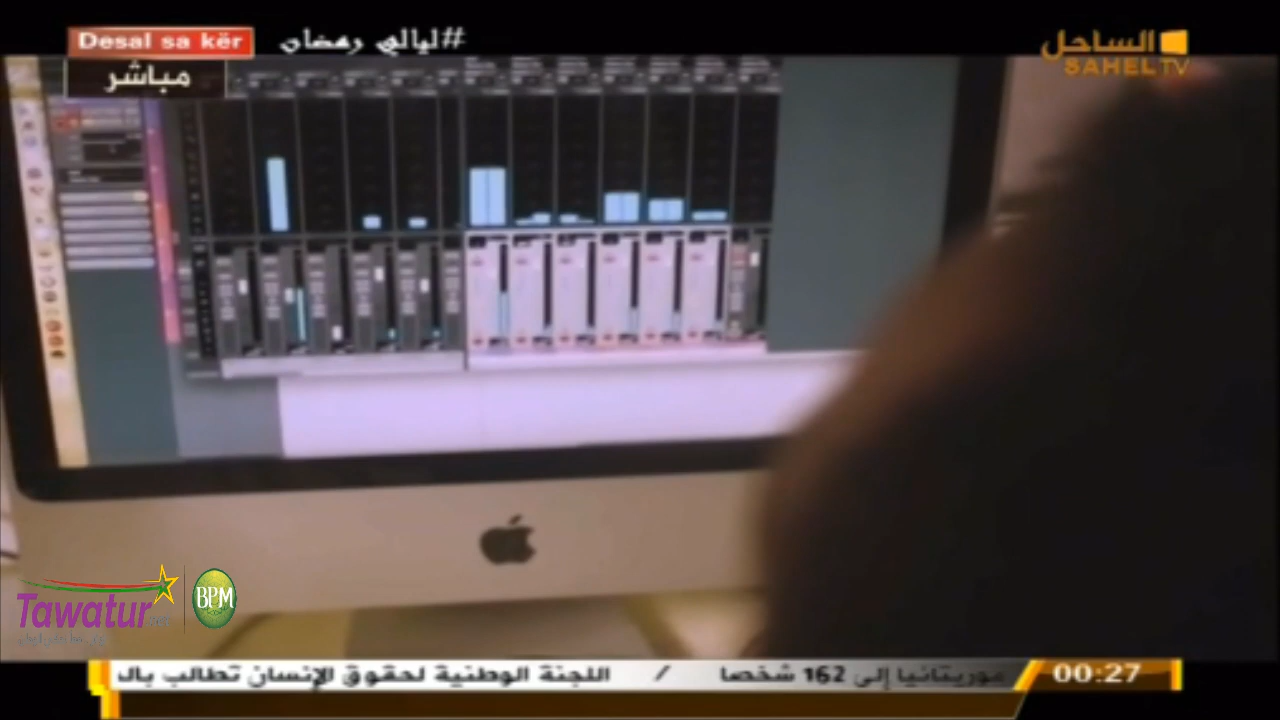 Desal sa kër
#ليالي رمضان
مباشر
الساحل
SAHEL TV
Tawatur
BPM
موريتانيا إلى 162 شخصا / اللجنة الوطنية لحقوق الإنسان تطالب بال
00:27